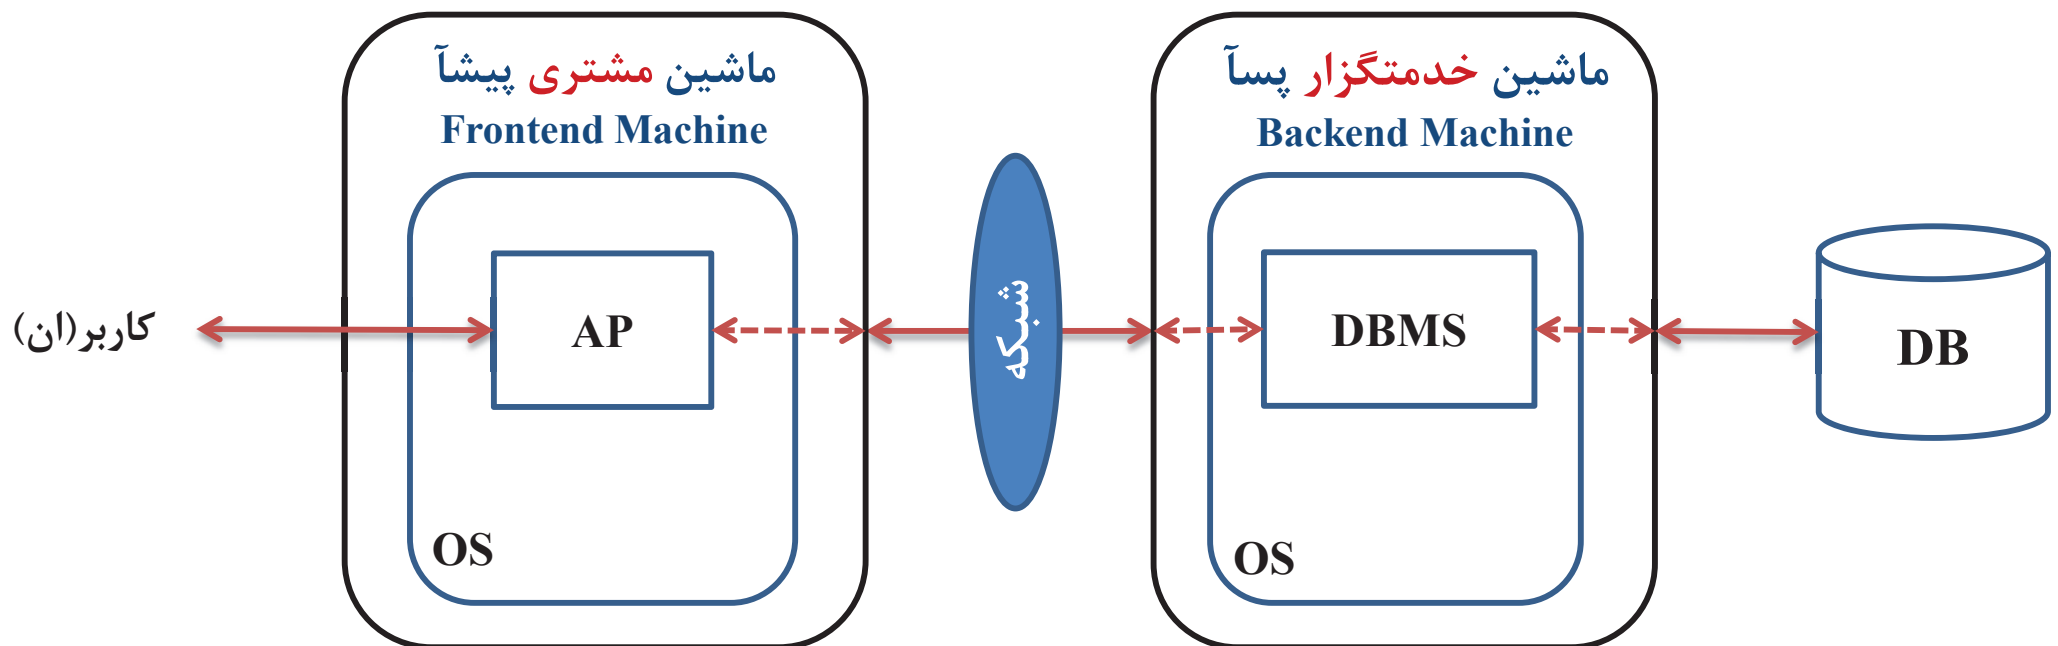 ماشین مشتری پیشآ
Frontend Machine
ماشین خدمتگزار پسآ
Backend Machine
کاربر(ان)
AP
OS
شبکه
DBMS
OS
DB